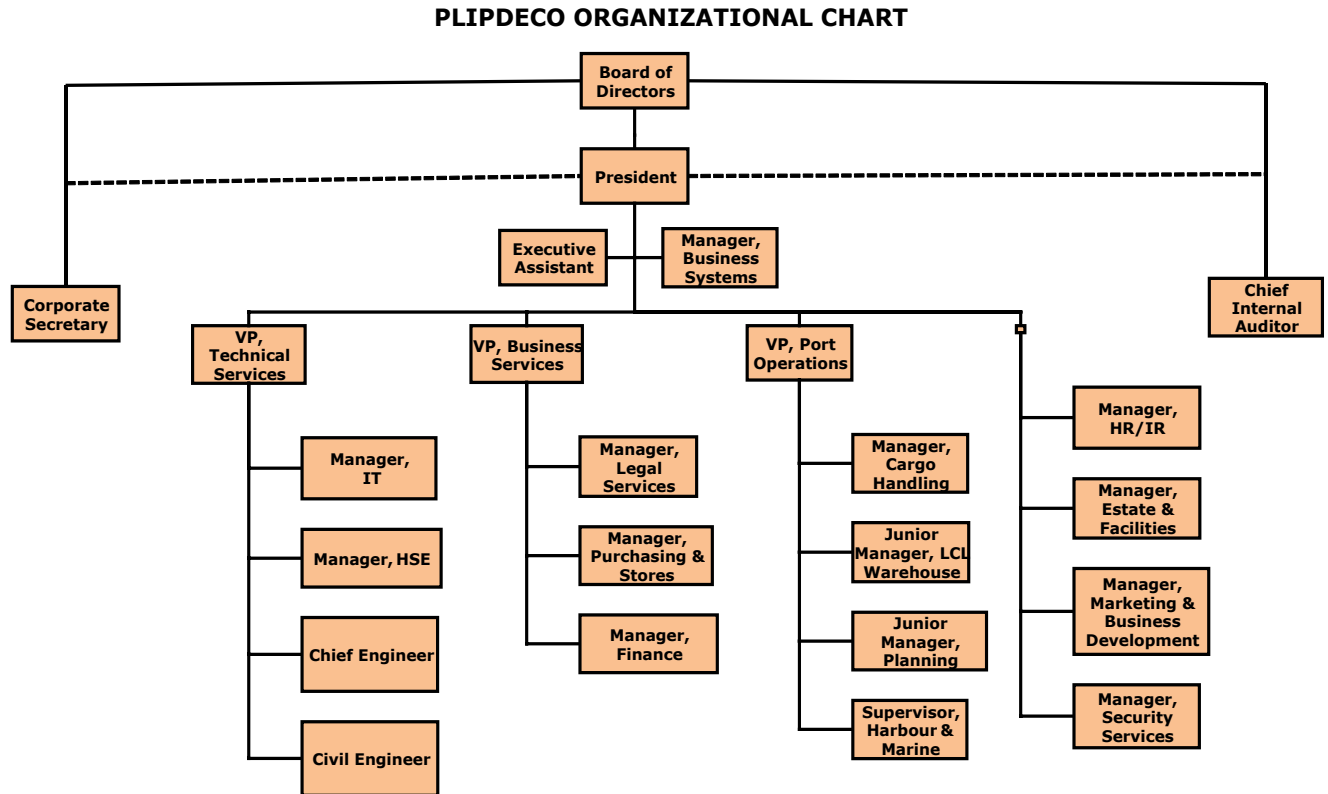 PLIPDECO ORGANIZATIONAL CHART
Board of
Directors
President
Executive
Assistant
Manager,
Business
Systems
Corporate
Secretary
Chief
Internal
Auditor
VP,
Technical
Services
VP, Business
Services
VP, Port
Operations
Manager,
IT
Manager, HSE
Chief Engineer
Civil Engineer
Manager,
Legal
Services
Manager,
Purchasing &
Stores
Manager,
Finance
Manager,
Cargo
Handling
Junior
Manager, LCL
Warehouse
Junior
Manager,
Planning
Supervisor,
Harbour &
Marine
Manager,
HR/IR
Manager,
Estate &
Facilities
Manager,
Marketing &
Business
Development
Manager,
Security
Services